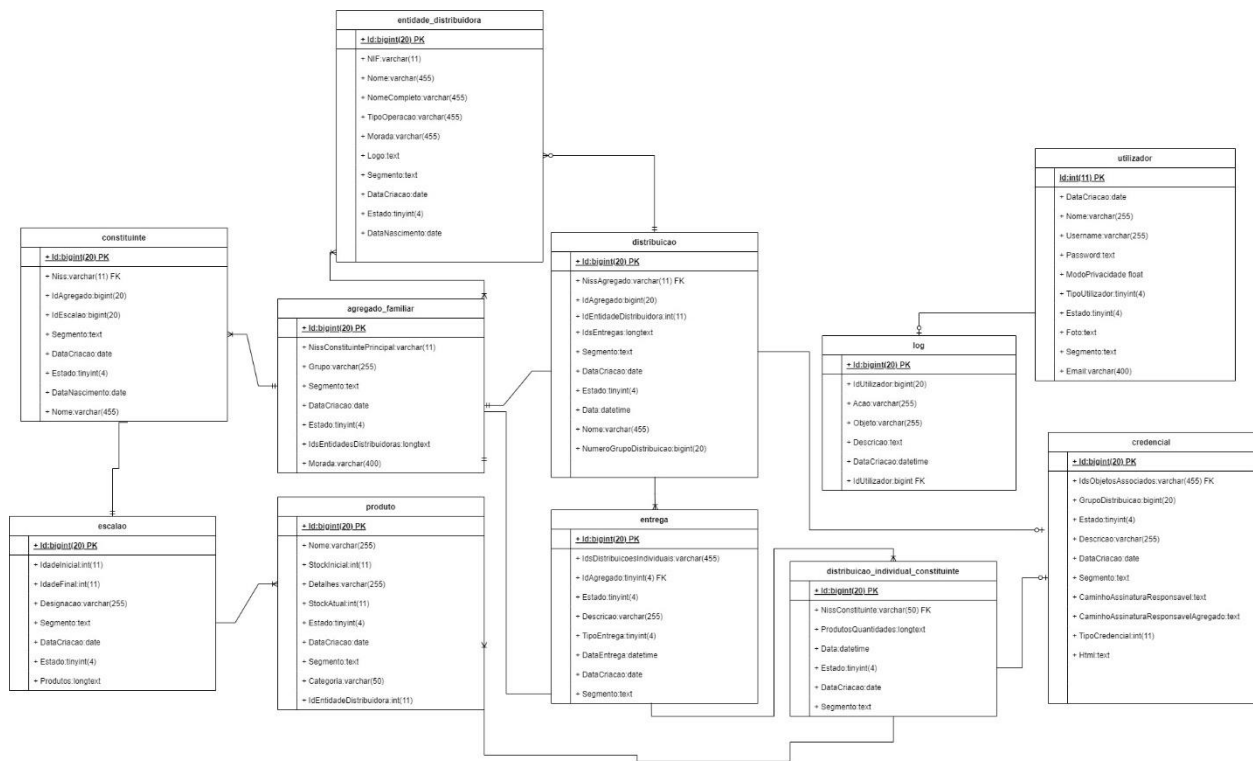 entidade_distribuidora
+ Id:bigint(20) PK
+ NIF:varchar(11)
+ Nome:varchar(455)
+ NomeCompleto:varchar(455)
+ TipoOperacao:varchar(455)
+ Morada:varchar(455)
+ Logo:text
+ Segmento:text
+ DataCriacao:date
+ Estado:tinyint(4)
+ DataNascimento:date
utilizador
Id:int(11) PK
+ DataCriacao:date
+ Nome:varchar(255)
+ Username:varchar(255)
+ Password:text
+ ModoPrivacidade float
+ TipoUtilizador:tinyint(4)
+ Estado:tinyint(4)
+ Foto:text
+ Segmento:text
+ Email:varchar(400)
constituinte
+ Id:bigint(20) PK
+ Niss:varchar(11) FK
+ IdAgregado:bigint(20)
+ IdEscalao:bigint(20)
+ Segmento:text
+ DataCriacao:date
+ Estado:tinyint(4)
+ DataNascimento:date
+ Nome:varchar(455)
distribuicao
+ Id:bigint(20) PK
+ NissAgregado:varchar(11) FK
+ IdAgregado:bigint(20)
+ IdEntidadeDistribuidora:int(11)
+ IdsEntregas:longtext
+ Segmento:text
+ DataCriacao:date
+ Estado:tinyint(4)
+ Data:datetime
+ Nome:varchar(455)
+ NumeroGrupoDistribuicao:bigint(20)
agregado_familiar
+ Id:bigint(20) PK
+ NissConstituintePrincipal:varchar(11)
+ Grupo:varchar(255)
+ Segmento:text
+ DataCriacao:date
+ Estado:tinyint(4)
+ IdsEntidadesDistribuidoras:longtext
+ Morada:varchar(400)
log
+ Id:bigint(20) PK
+ IdUtilizador:bigint(20)
+ Acao:varchar(255)
+ Objeto:varchar(255)
+ Descricao:text
+ DataCriacao:datetime
+ IdUtilizador:bigint FK
credencial
+ Id:bigint(20) PK
+ IdsObjetosAssociados:varchar(455) FK
+ GrupoDistribuicao:bigint(20)
+ Estado:tinyint(4)
+ Descricao:varchar(255)
+ DataCriacao:date
+ Segmento:text
+ CaminhoAssinaturaResponsavel:text
+ CaminhoAssinaturaResponsavelAgregado:text
+ TipoCredencial:int(11)
+ Html:text
escalao
+ Id:bigint(20) PK
+ IdadeInicial:int(11)
+ IdadeFinal:int(11)
+ Designacao:varchar(255)
+ Segmento:text
+ DataCriacao:date
+ Estado:tinyint(4)
+ Produtos:longtext
produto
+ Id:bigint(20) PK
+ Nome:varchar(255)
+ StockInicial:int(11)
+ Detalhes:varchar(255)
+ StockAtual:int(11)
+ Estado:tinyint(4)
+ DataCriacao:date
+ Segmento:text
+ Categoria:varchar(50)
+ IdEntidadeDistribuidora:int(11)
entrega
+ Id:bigint(20) PK
+ IdsDistribuicoesIndividuais:varchar(455)
+ IdAgregado:tinyint(4) FK
+ Estado:tinyint(4)
+ Descricao:varchar(255)
+ TipoEntrega:tinyint(4)
+ DataEntrega:datetime
+ DataCriacao:date
+ Segmento:text
distribuicao_individual_constituinte
+ Id:bigint(20) PK
+ NissConstituinte:varchar(50) FK
+ ProdutosQuantidades:longtext
+ Data:datetime
+ Estado:tinyint(4)
+ DataCriacao:date
+ Segmento:text